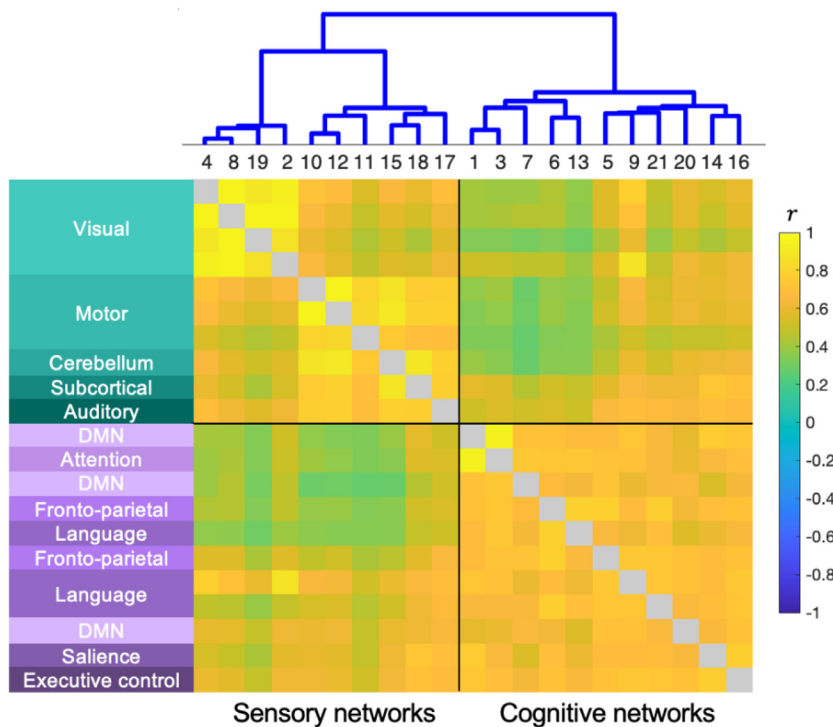 4 8 19 2 10 12 11 15 18 17 1 3 7 6 13 5 9 21 20 14 16
Visual
Motor
Cerebellum
Subcortical
Auditory
DMN
Attention
DMN
Fronto-parietal
Language
Fronto-parietal
Language
DMN
Salience
Executive control
r
1
0.8
0.6
0.4
0.2
0
-0.2
-0.4
-0.6
-0.8
-1
Sensory networks Cognitive networks